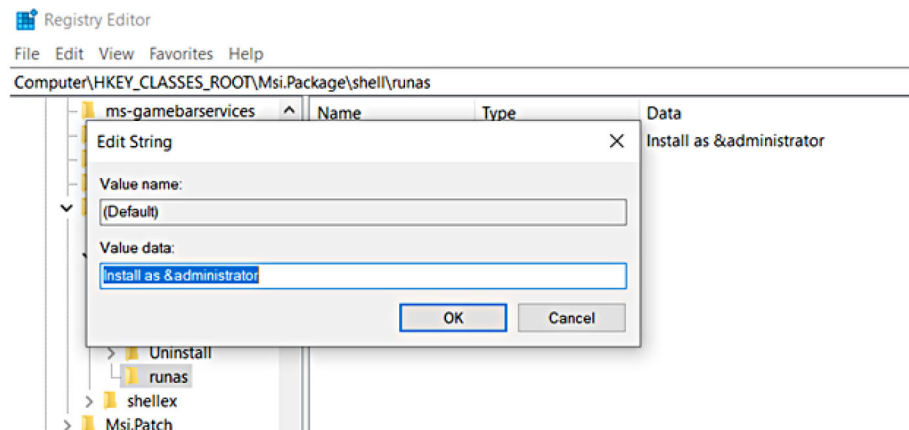 Registry Editor
File Edit View Favorites Help
Computer\HKEY_CLASSES_ROOT\Msi.Package\shell\runas
ms-gamebarservices
Name Type Data
Edit String
Install as &administrator
Value name:
(Default)
Value data:
Install as &administrator
OK Cancel
Uninstall
runas
shellex
Msi.Patch